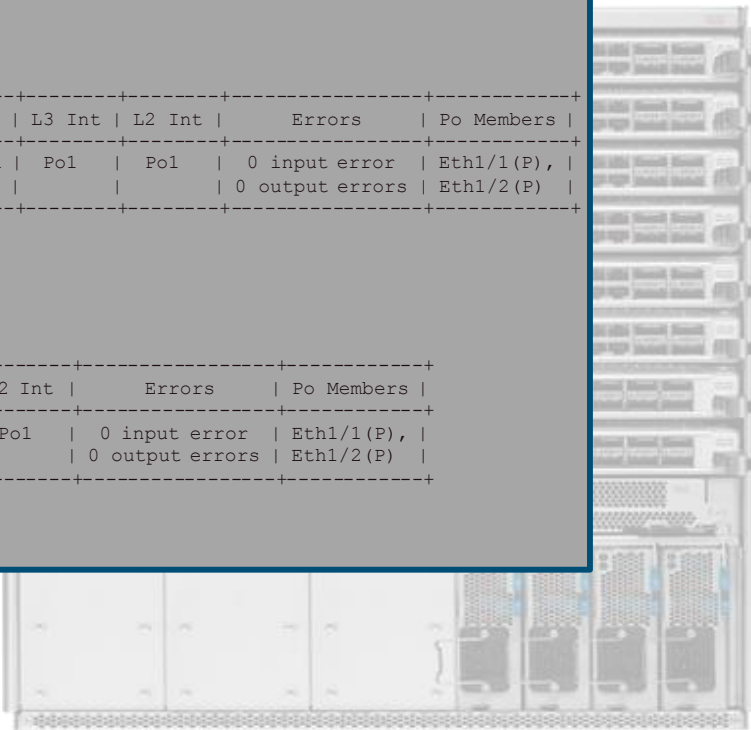 --+--------+--------+------------------+------------+
| L3 Int | L2 Int | Errors | Po Members |
--+--------+--------+------------------+------------+
| Po1 | Po1 | 0 input error | Eth1/1(P), |
| | | 0 output errors | Eth1/2(P) |
--+--------+--------+------------------+------------+
-------+------------------+------------+
2 Int | Errors | Po Members |
-------+------------------+------------+
Po1 | 0 input error | Eth1/1(P), |
| 0 output errors | Eth1/2(P) |
-------+------------------+------------+